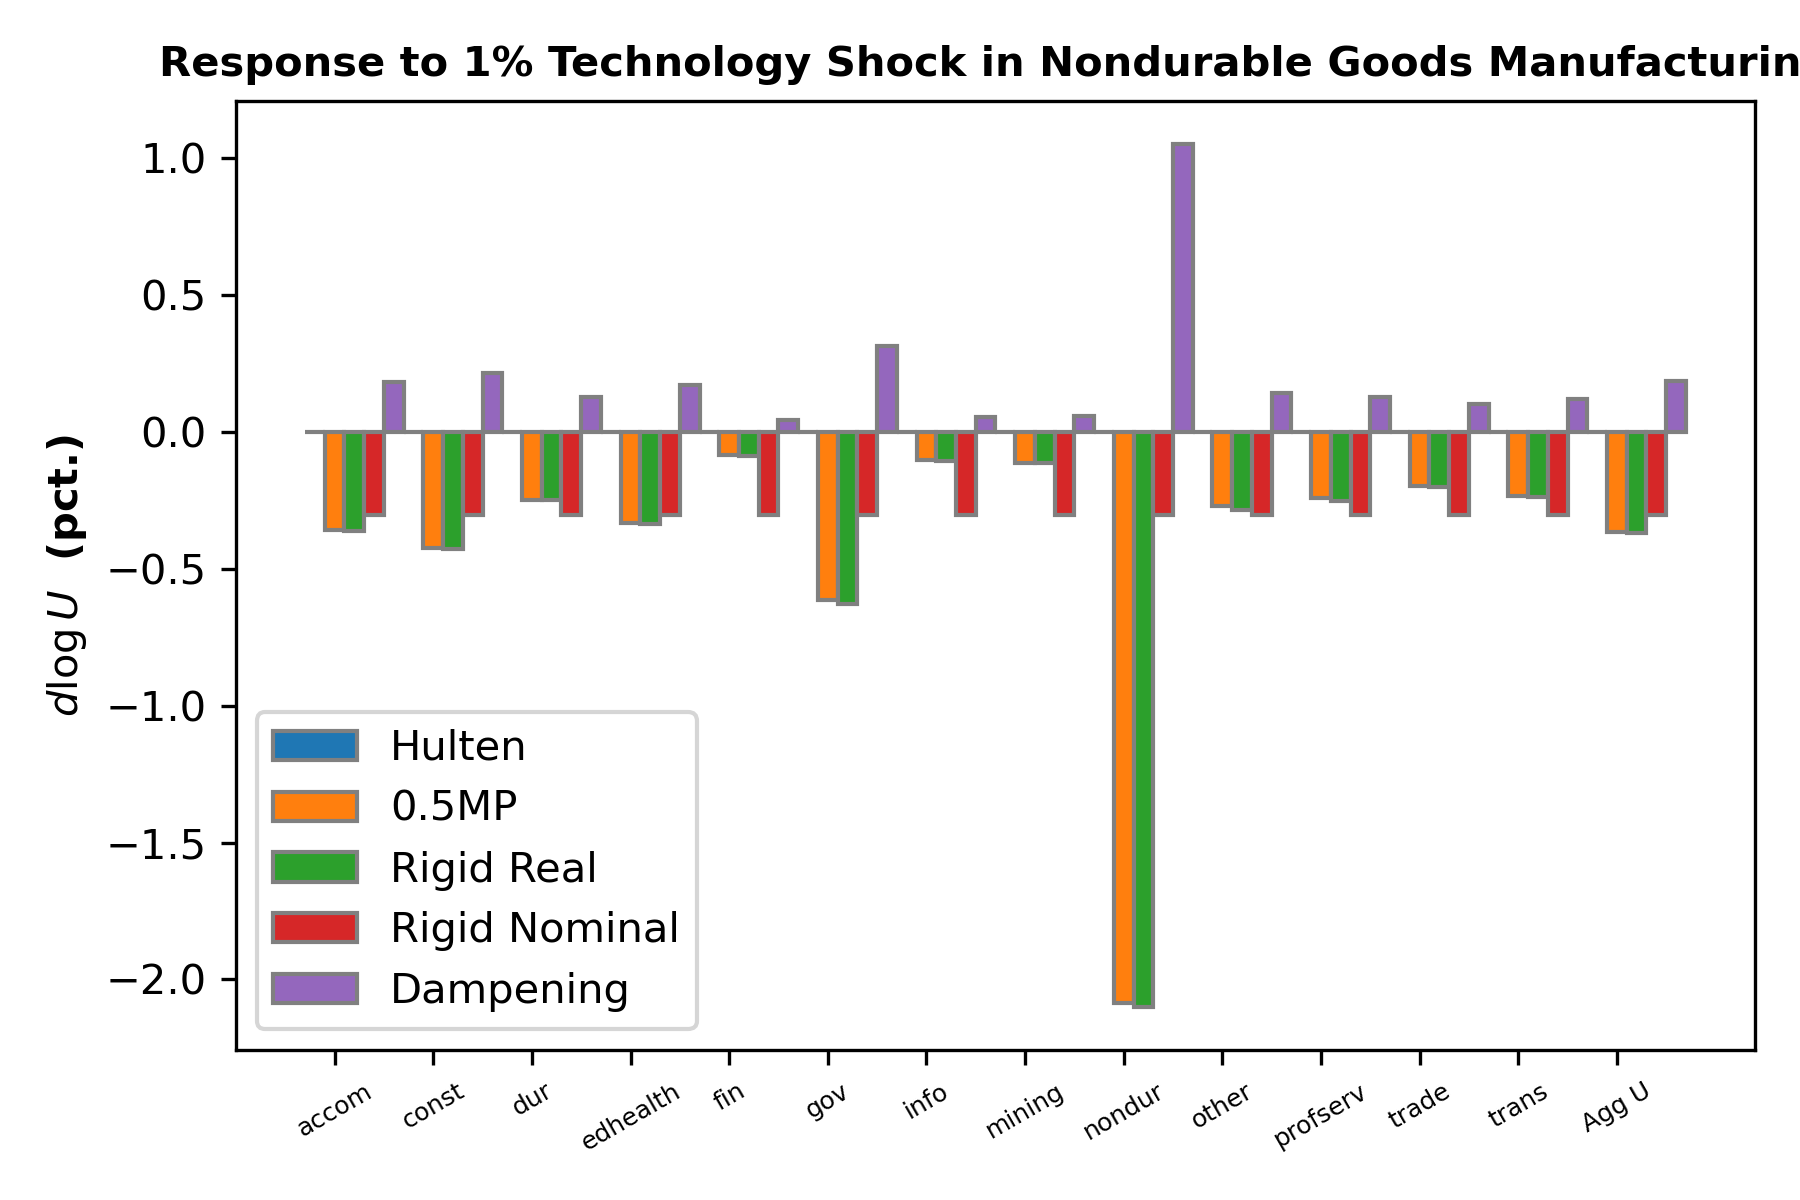 Response to 1% Technology Shock in Nondurable Goods Manufacturin
d log U (pct.)
1.0
0.5
0.0
−0.5
−1.0
−1.5
−2.0
Hulten
0.5MP
Rigid Real
Rigid Nominal
Dampening
accom
const
dur
edhealth
fin
gov
info
mining
nondur
other
profserv
trade
trans
Agg U